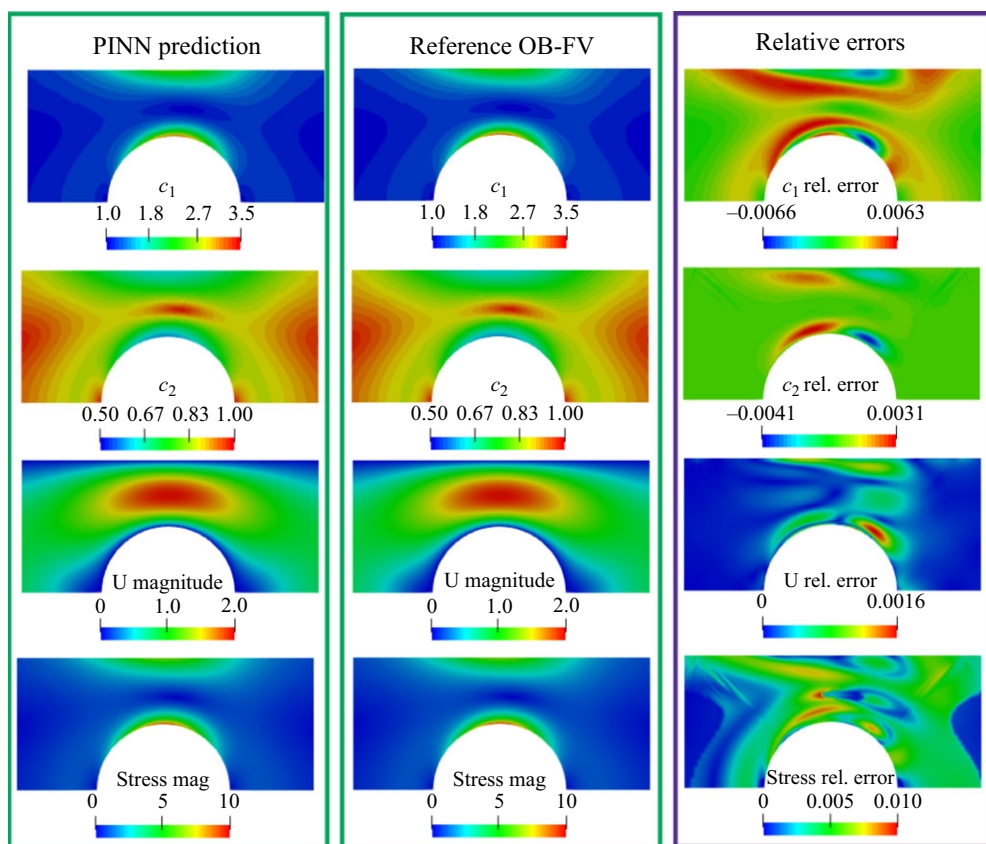 PINN prediction
Reference OB-FV
Relative errors
c1
1.0 1.8 2.7 3.5
c1
1.0 1.8 2.7 3.5
c1 rel. error
−0.0066 0.0063
c2
0.50 0.67 0.83 1.00
c2
0.50 0.67 0.83 1.00
c2 rel. error
−0.0041 0.0031
U magnitude
0 1.0 2.0
U magnitude
0 1.0 2.0
U rel. error
0 0.0016
Stress mag
0 5 10
Stress mag
0 5 10
Stress rel. error
0 0.005 0.010